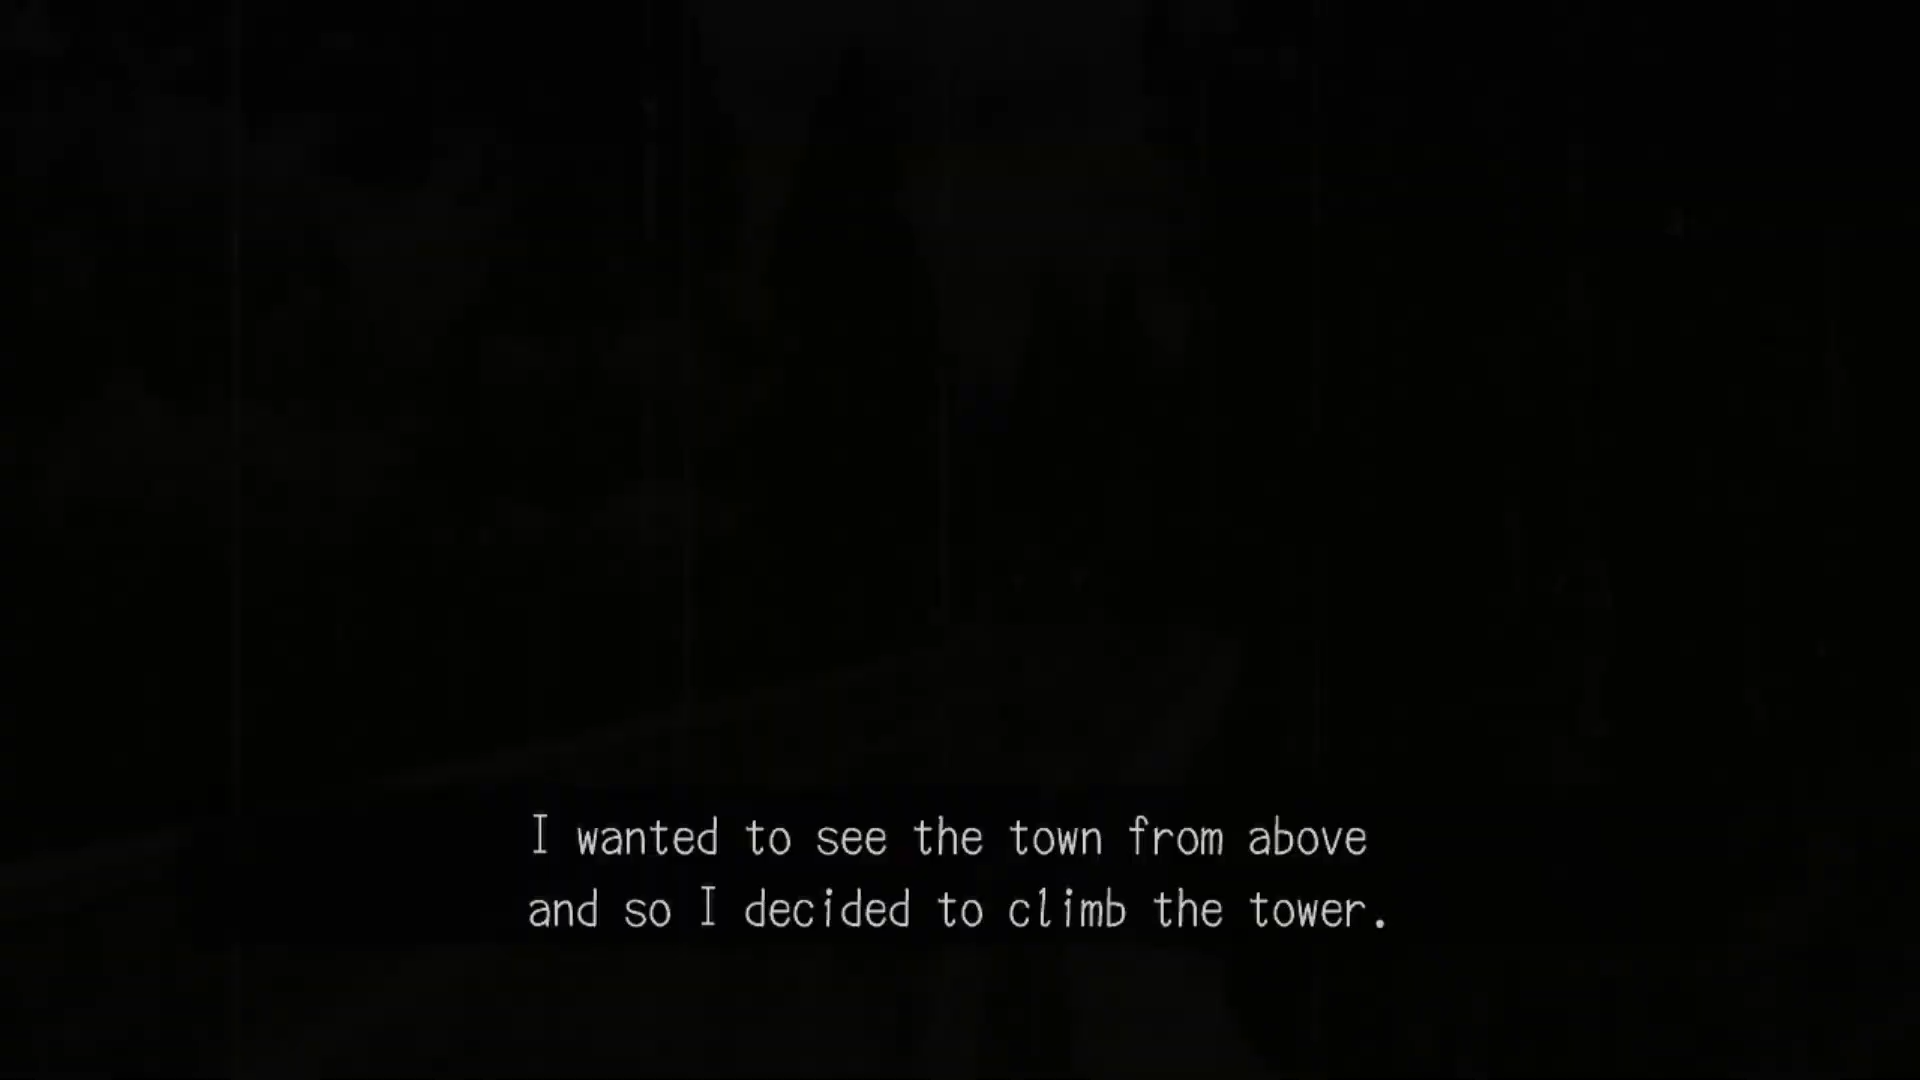 I wanted to see the town from above
and so I decided to climb the tower.